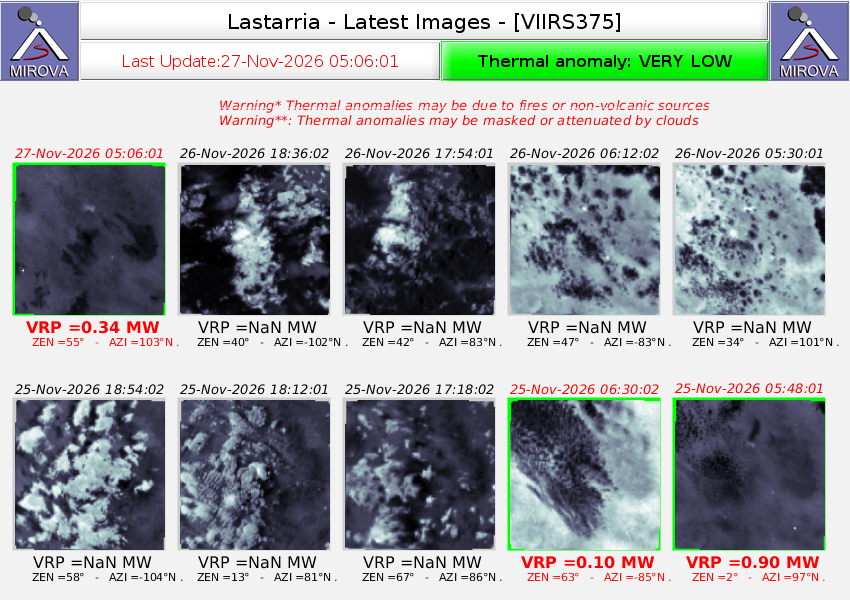 Lastarria - Latest Images - [VIIRS375]
MIROVA
Last Update:27-Nov-2026 05:06:01
Thermal anomaly: VERY LOW
MIROVA
Warning* Thermal anomalies may be due to fires or non-volcanic sources
Warning**: Thermal anomalies may be masked or attenuated by clouds
27-Nov-2026 05:06:01
26-Nov-2026 18:36:02
26-Nov-2026 17:54:01
26-Nov-2026 06:12:02
26-Nov-2026 05:30:01
VRP =0.34 MW
VRP =NaN MW
VRP =NaN MW
VRP =NaN MW
VRP =NaN MW
ZEN =55° - AZI =103°N .
ZEN =40° - AZI =-102°N .
ZEN =42° - AZI =83°N .
ZEN =47° - AZI =-83°N .
ZEN =34° - AZI =101°N .
25-Nov-2026 18:54:02
25-Nov-2026 18:12:01
25-Nov-2026 17:18:02
25-Nov-2026 06:30:02
25-Nov-2026 05:48:01
VRP =NaN MW
VRP =NaN MW
VRP =NaN MW
VRP =0.10 MW
VRP =0.90 MW
ZEN =58° - AZI =-104°N .
ZEN =13° - AZI =81°N .
ZEN =67° - AZI =86°N .
ZEN =63° - AZI =-85°N .
ZEN =2° - AZI =97°N .